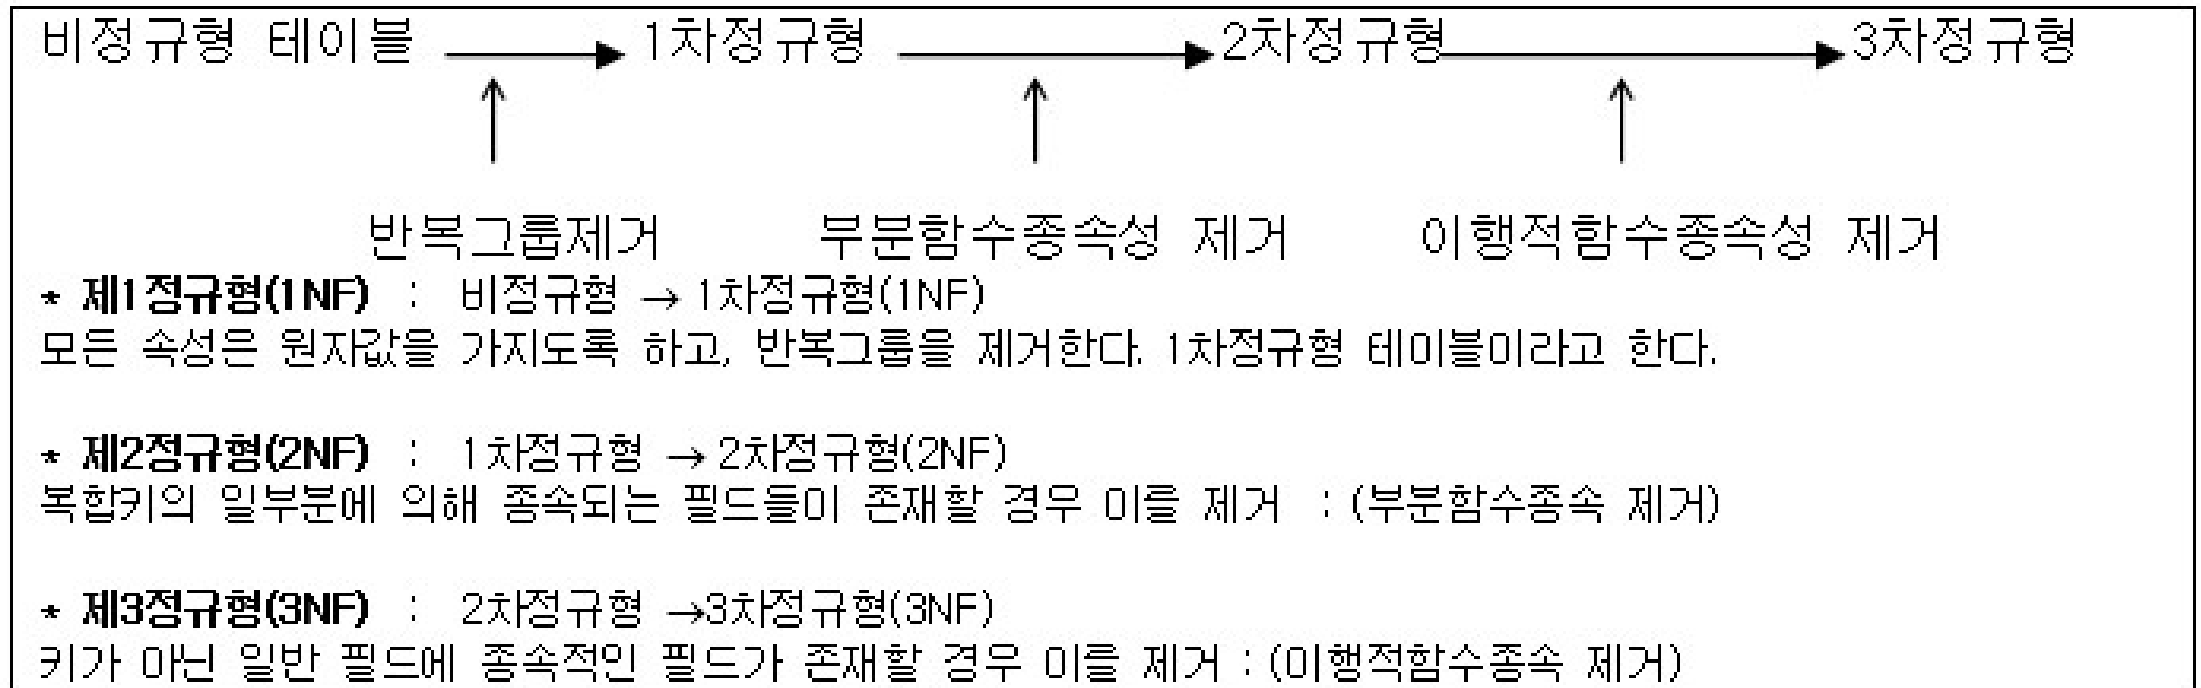 비정규형 테이블 → 1차정규형 → 2차정규형 → 3차정규형
↑ ↑ ↑
반복그룹제거 부분함수종속성 제거 이행적함수종속성 제거
* 제1정규형(1NF) : 비정규형 → 1차정규형(1NF)
모든 속성은 원자값을 가지도록 하고, 반복그룹을 제거한다. 1차정규형 테이블이라고 한다.
* 제2정규형(2NF) : 1차정규형 → 2차정규형(2NF)
복합키의 일부분에 의해 종속되는 필드들이 존재할 경우 이를 제거 : (부분함수종속 제거)
* 제3정규형(3NF) : 2차정규형 →3차정규형(3NF)
키가 아닌 일반 필드에 종속적인 필드가 존재할 경우 이를 제거 : (이행적함수종속 제거)